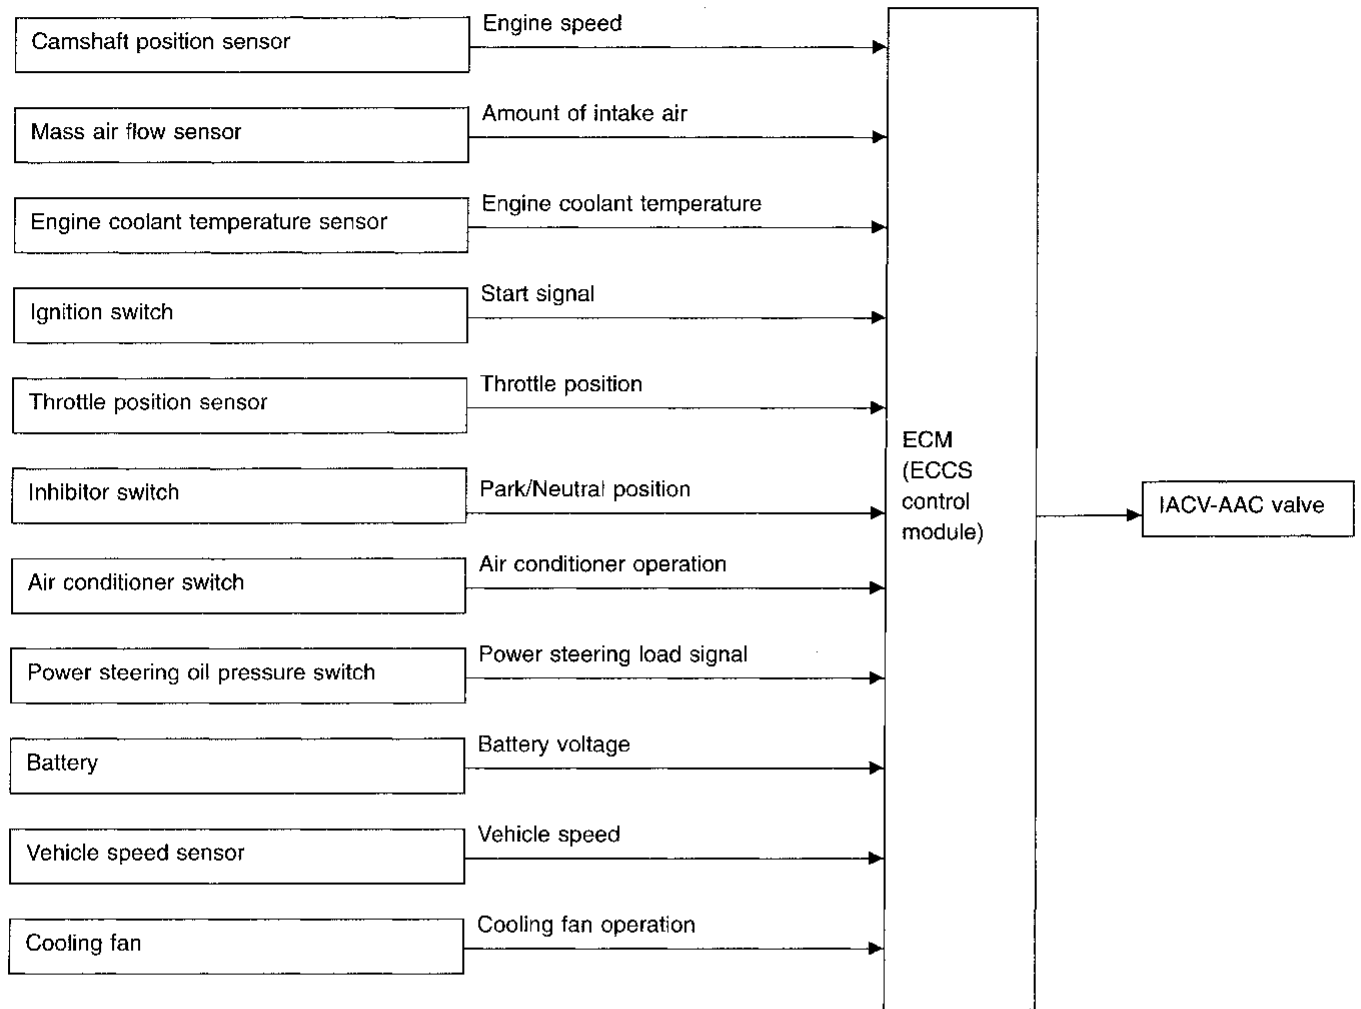 Camshaft position sensor
Engine speed
Mass air flow sensor
Amount of intake air
Engine coolant temperature sensor
Engine coolant temperature
Ignition switch
Start signal
Throttle position sensor
Throttle position
Inhibitor switch
Park/Neutral position
Air conditioner switch
Air conditioner operation
Power steering oil pressure switch
Power steering load signal
Battery
Battery voltage
Vehicle speed sensor
Vehicle speed
Cooling fan
Cooling fan operation
ECM
(ECCS
control
module)
IACV-AAC valve